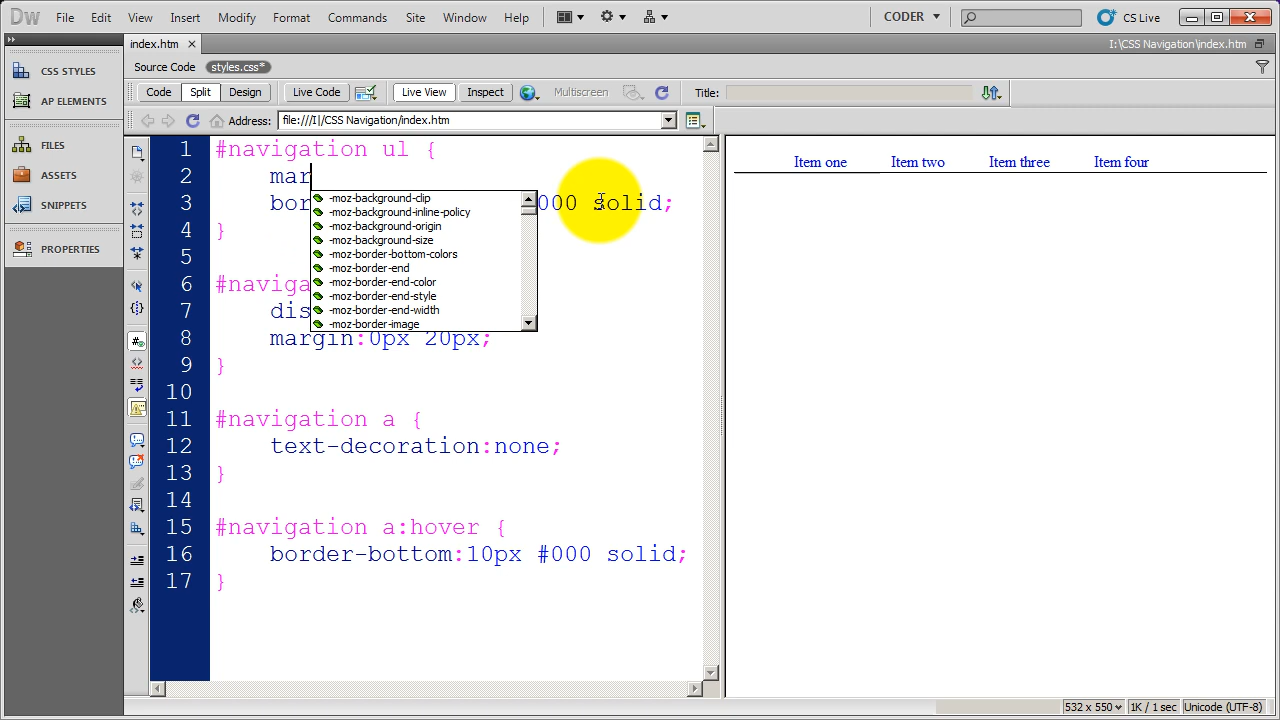 Dw File Edit View Insert Modify Format Commands Site Window Help CODER CS Live
index.htm I:\CSS Navigation\index.htm
Source Code styles.css*
Code Split Design Live Code Live View Inspect Multiscreen Title:
Address: file:///I|/CSS Navigation/index.htm
CSS STYLES
AP ELEMENTS
FILES
ASSETS
SNIPPETS
PROPERTIES
1 #navigation ul {
2 mar
3 bor 000 solid;
4 }
5
6 #naviga
7 dis
8 margin:0px 20px;
9 }
10
11 #navigation a {
12 text-decoration:none;
13 }
14
15 #navigation a:hover {
16 border-bottom:10px #000 solid;
17 }
-moz-background-clip
-moz-background-inline-policy
-moz-background-origin
-moz-background-size
-moz-border-bottom-colors
-moz-border-end
-moz-border-end-color
-moz-border-end-style
-moz-border-end-width
-moz-border-image
Item one Item two Item three Item four
532 x 550 1K / 1 sec Unicode (UTF-8)